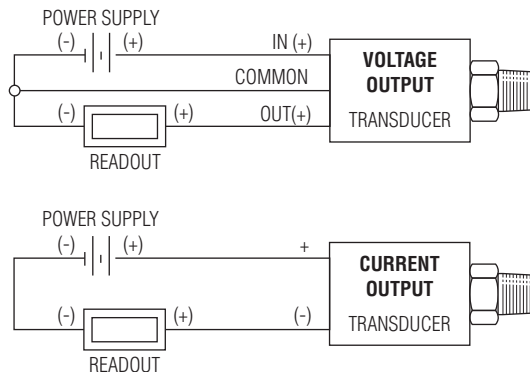 POWER SUPPLY
(-) (+) IN (+)
COMMON
(-) (+) OUT(+)
READOUT
VOLTAGE
OUTPUT
TRANSDUCER
POWER SUPPLY
(-) (+) +
(-) (+) (-)
READOUT
CURRENT
OUTPUT
TRANSDUCER